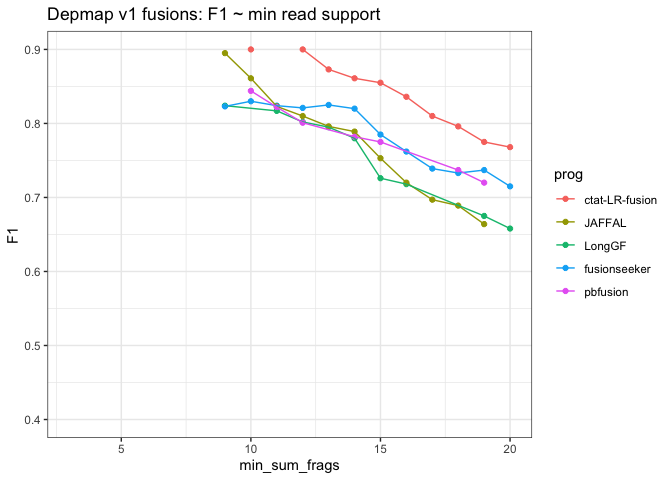 Depmap v1 fusions: F1 ~ min read support
F1
0.9
0.8
0.7
0.6
0.5
0.4
5 10 15 20
min_sum_frags
prog
ctat-LR-fusion
JAFFAL
LongGF
fusionseeker
pbfusion